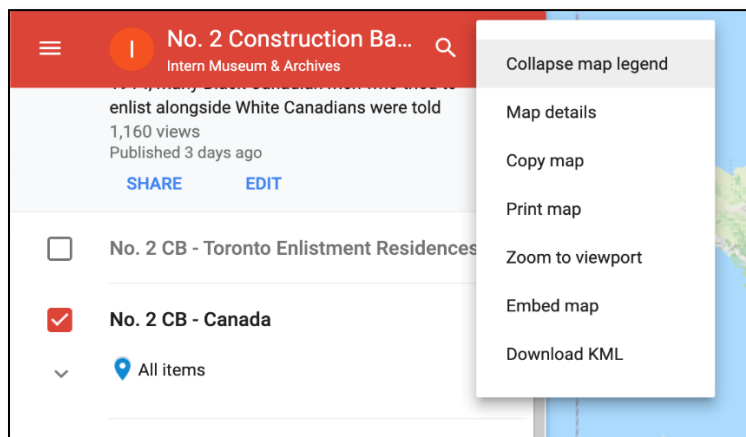 I
No. 2 Construction Ba...
Intern Museum & Archives
enlist alongside White Canadians were told
1,160 views
Published 3 days ago
SHARE EDIT
No. 2 CB - Toronto Enlistment Residences
No. 2 CB - Canada
All items
Collapse map legend
Map details
Copy map
Print map
Zoom to viewport
Embed map
Download KML